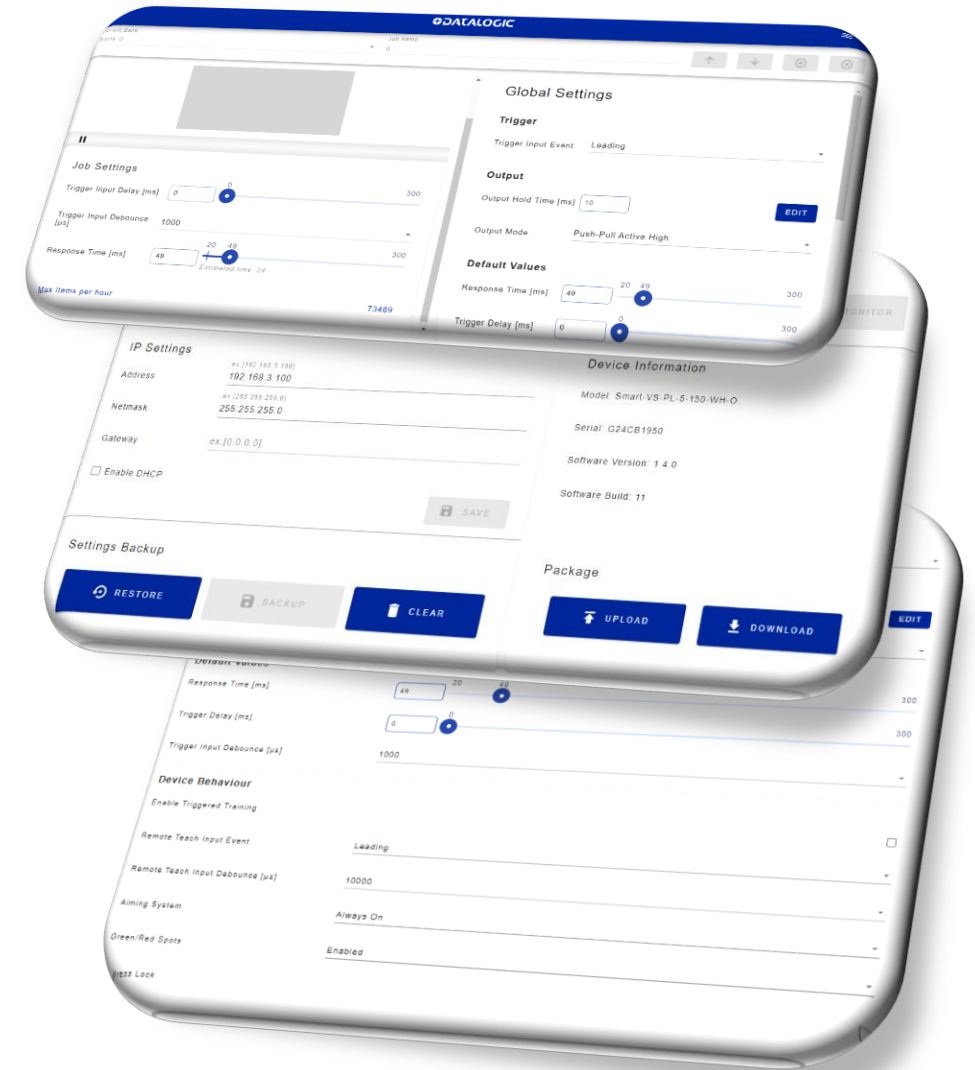 DATALOGIC
Job Name
Global Settings
Trigger
Trigger Input Event Leading
Output
Output Hold Time [ms] 10
EDIT
Output Mode Push-Pull Active High
Default Values
Response Time [ms] 49 20 49 300
Trigger Delay [ms] 0 0 300
Job Settings
Trigger Input Delay [ms] 0 0 300
Trigger Input Debounce [µs] 1000
Response Time [ms] 49 20 49 300
Estimated time: 24
Max items per hour 73469
IP Settings
Address ex.[192.168.3.100]
192.168.3.100
Netmask ex.[255.255.255.0]
255.255.255.0
Gateway ex.[0.0.0.0]
Enable DHCP
SAVE
Settings Backup
RESTORE BACKUP CLEAR
Device Information
Model: Smart-VS-PL-5-150-WH-O
Serial: G24CB1950
Software Version: 1.4.0
Software Build: 11
Package
UPLOAD DOWNLOAD
EDIT
Default Values
Response Time [ms] 49 20 49 300
Trigger Delay [ms] 0 0 300
Trigger Input Debounce [µs] 1000
Device Behaviour
Enable Triggered Training
Remote Teach Input Event Leading
Remote Teach Input Debounce [µs] 10000
Aiming System Always On
Green/Red Spots Enabled
Lock